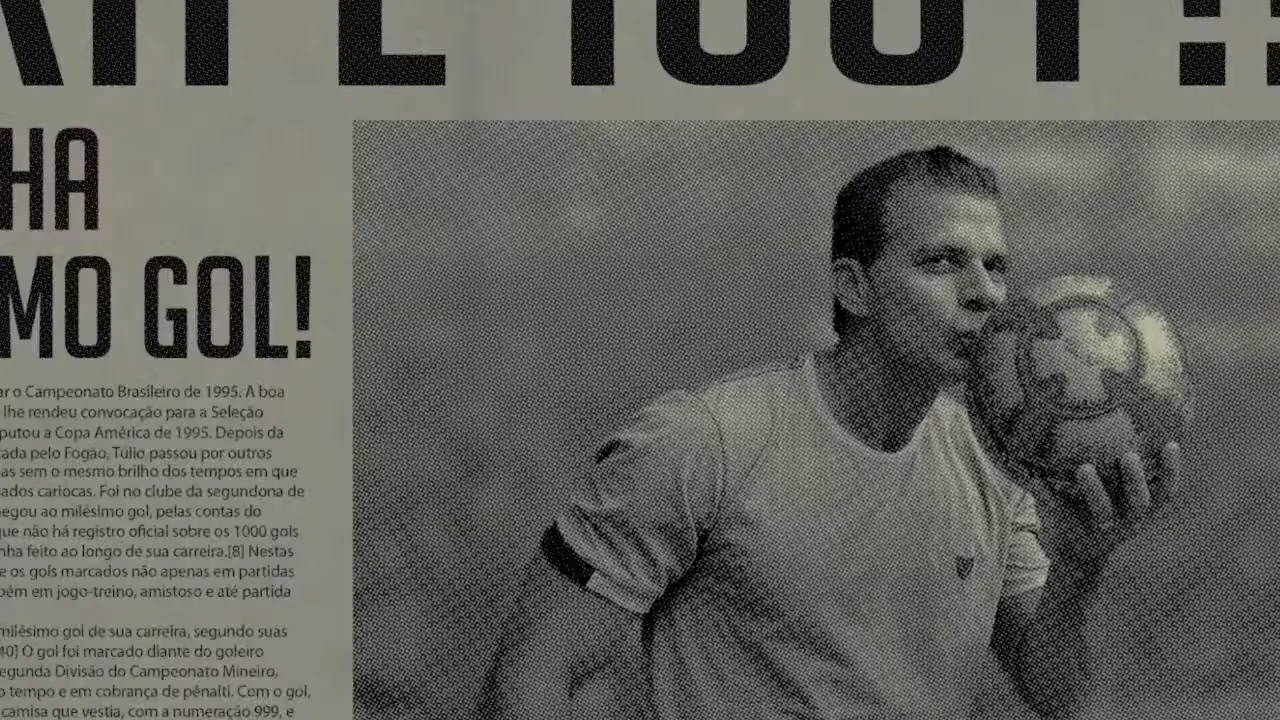 HA
MO GOL!
ar o Campeonato Brasileiro de 1995. A boa
lhe rendeu convocação para a Seleção
putou a Copa América de 1995. Depois da
ada pelo Fogão, Túlio passou por outros
as sem o mesmo brilho dos tempos em que
ados cariocas. Foi no clube da segundona de
egou ao milésimo gol, pelas contas do
que não há registro oficial sobre os 1000 gols
nha feito ao longo de sua carreira.[8] Nestas
e os gols marcados não apenas em partidas
bém em jogo-treino, amistoso e até partida
milésimo gol de sua carreira, segundo suas
40] O gol foi marcado diante do goleiro
egunda Divisão do Campeonato Mineiro,
o tempo e em cobrança de pênalti. Com o gol,
camisa que vestia, com a numeração 999, e